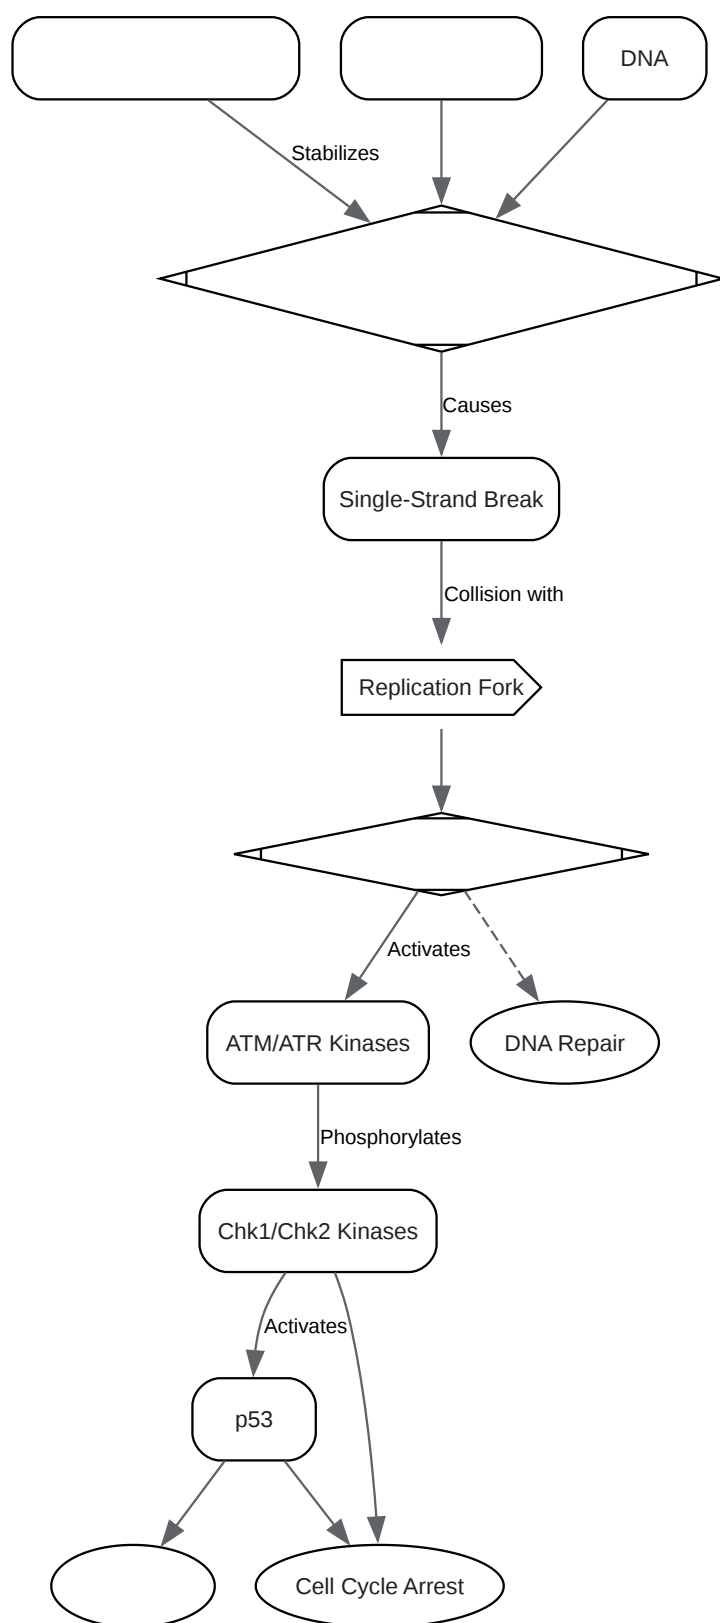 DNA
Stabilizes
Causes
Single-Strand Break
Collision with
Replication Fork
Activates
ATM/ATR Kinases
DNA Repair
Phosphorylates
Chk1/Chk2 Kinases
Activates
p53
Cell Cycle Arrest